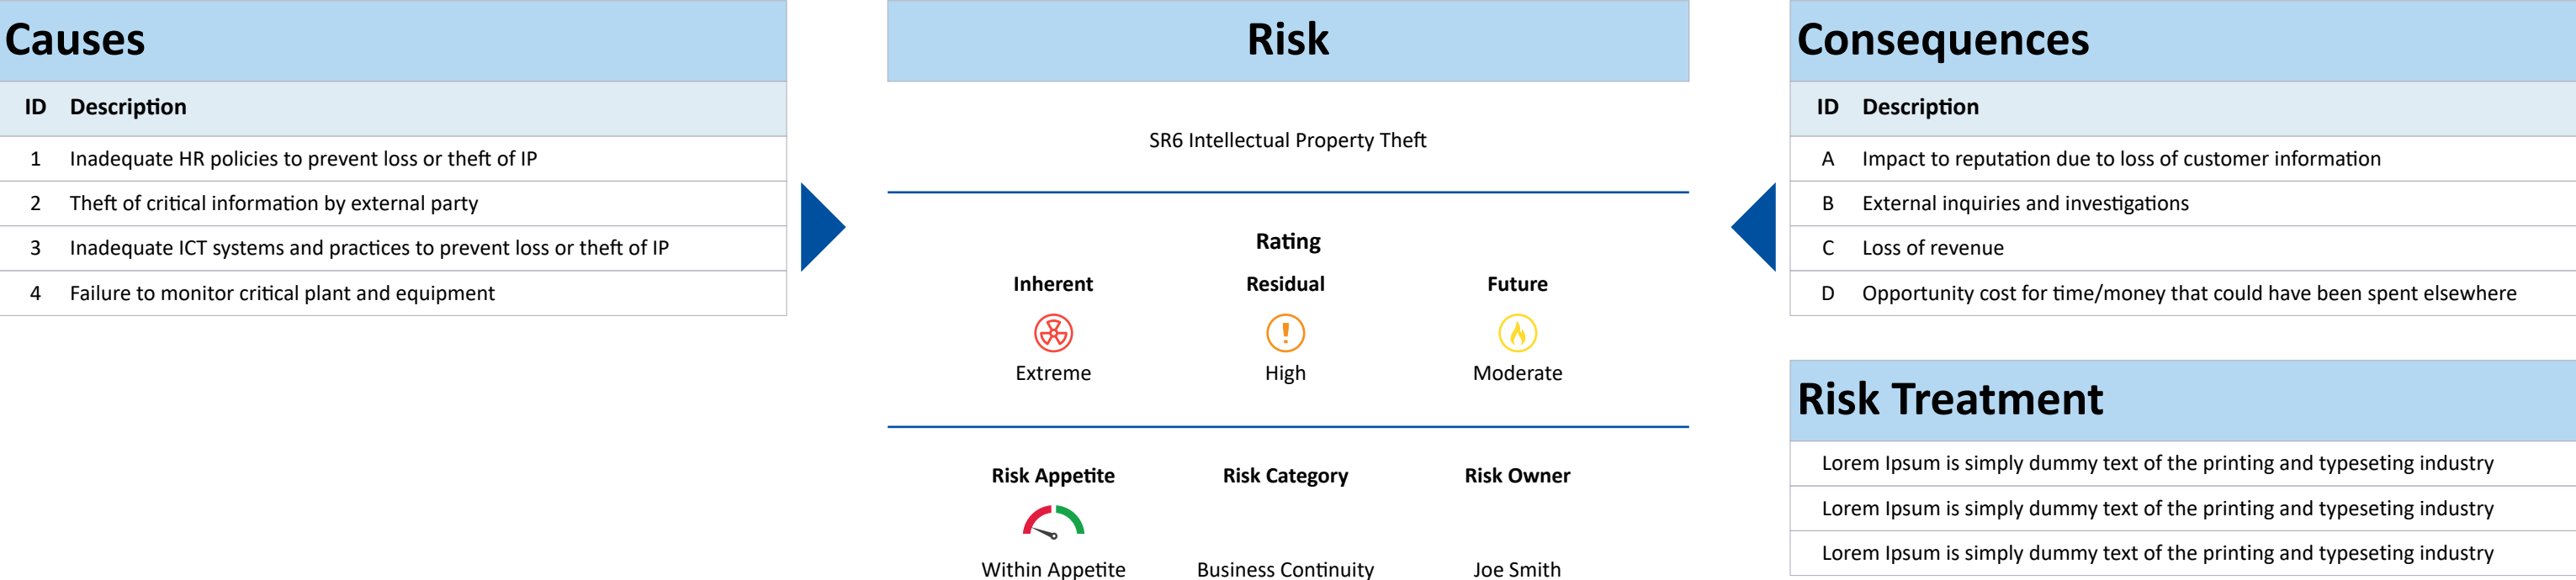 Causes
ID Description
1 Inadequate HR policies to prevent loss or theft of IP
2 Theft of critical information by external party
3 Inadequate ICT systems and practices to prevent loss or theft of IP
4 Failure to monitor critical plant and equipment
Risk
SR6 Intellectual Property Theft
Rating
Inherent Residual Future
Extreme High Moderate
Risk Appetite Risk Category Risk Owner
Within Appetite Business Continuity Joe Smith
Consequences
ID Description
A Impact to reputation due to loss of customer information
B External inquiries and investigations
C Loss of revenue
D Opportunity cost for time/money that could have been spent elsewhere
Risk Treatment
Lorem Ipsum is simply dummy text of the printing and typeseting industry
Lorem Ipsum is simply dummy text of the printing and typeseting industry
Lorem Ipsum is simply dummy text of the printing and typeseting industry